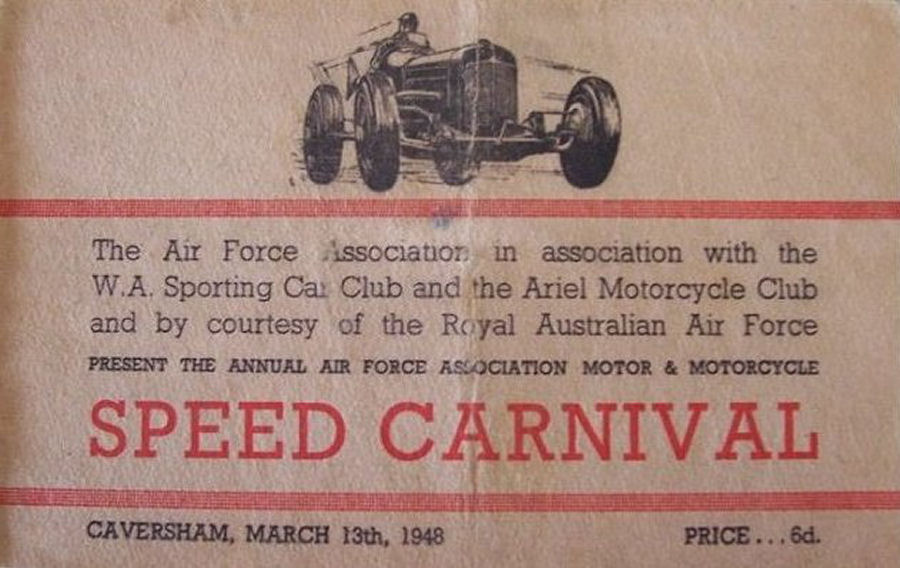 The Air Force Association in association with the
W.A. Sporting Car Club and the Ariel Motorcycle Club
and by courtesy of the Royal Australian Air Force
PRESENT THE ANNUAL AIR FORCE ASSOCIATION MOTOR & MOTORCYCLE
SPEED CARNIVAL
CAVERSHAM, MARCH 13th, 1948 PRICE...6d.